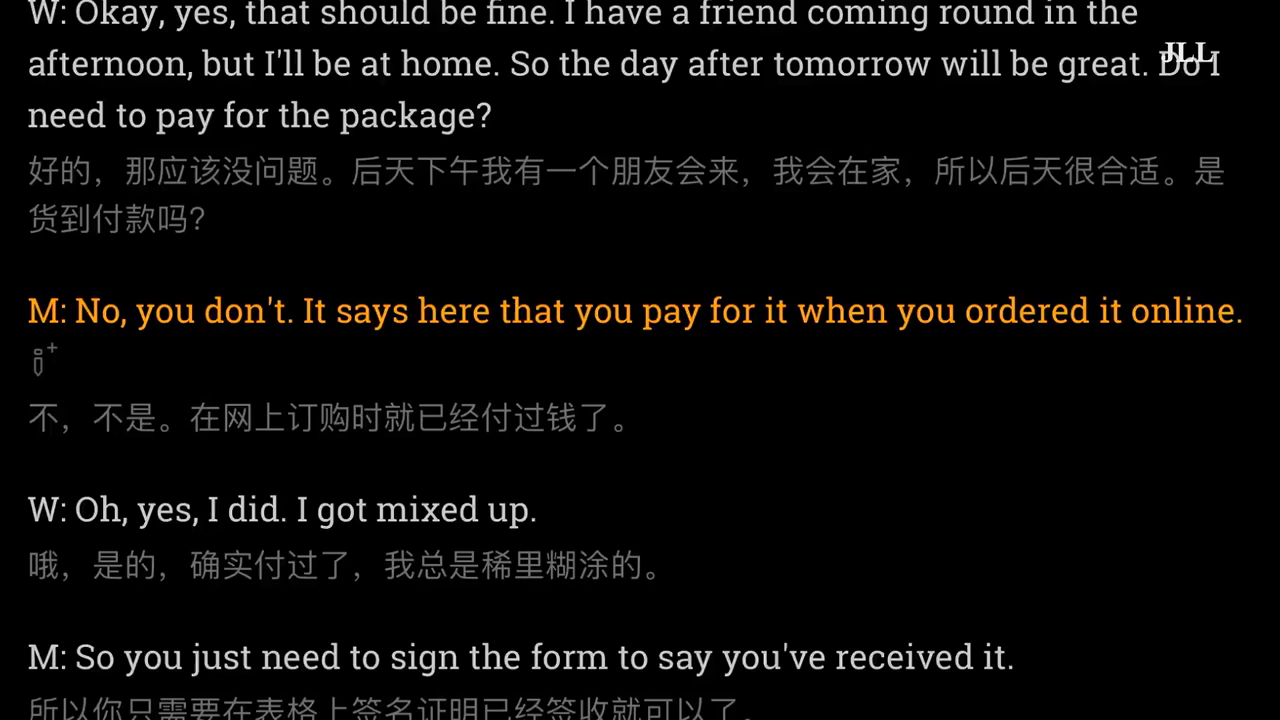 W: Okay, yes, that should be fine. I have a friend coming round in the
afternoon, but I'll be at home. So the day after tomorrow will be great. Do I
JLL
need to pay for the package?
好的，那应该没问题。后天下午我有一个朋友会来，我会在家，所以后天很合适。是
货到付款吗？
M: No, you don't. It says here that you pay for it when you ordered it online.
不，不是。在网上订购时就已经付过钱了。
W: Oh, yes, I did. I got mixed up.
哦，是的，确实付过了，我总是稀里糊涂的。
M: So you just need to sign the form to say you've received it.
所以你只需要在表格上签名证明已经签收就可以了。